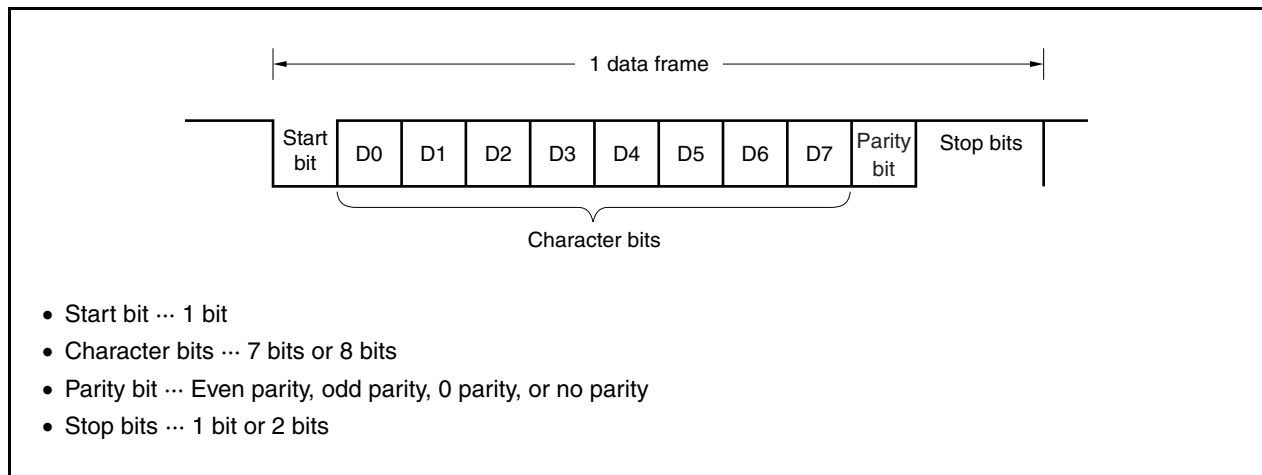 1 data frame
Start bit D0 D1 D2 D3 D4 D5 D6 D7 Parity bit Stop bits
Character bits
• Start bit ··· 1 bit
• Character bits ··· 7 bits or 8 bits
• Parity bit ··· Even parity, odd parity, 0 parity, or no parity
• Stop bits ··· 1 bit or 2 bits